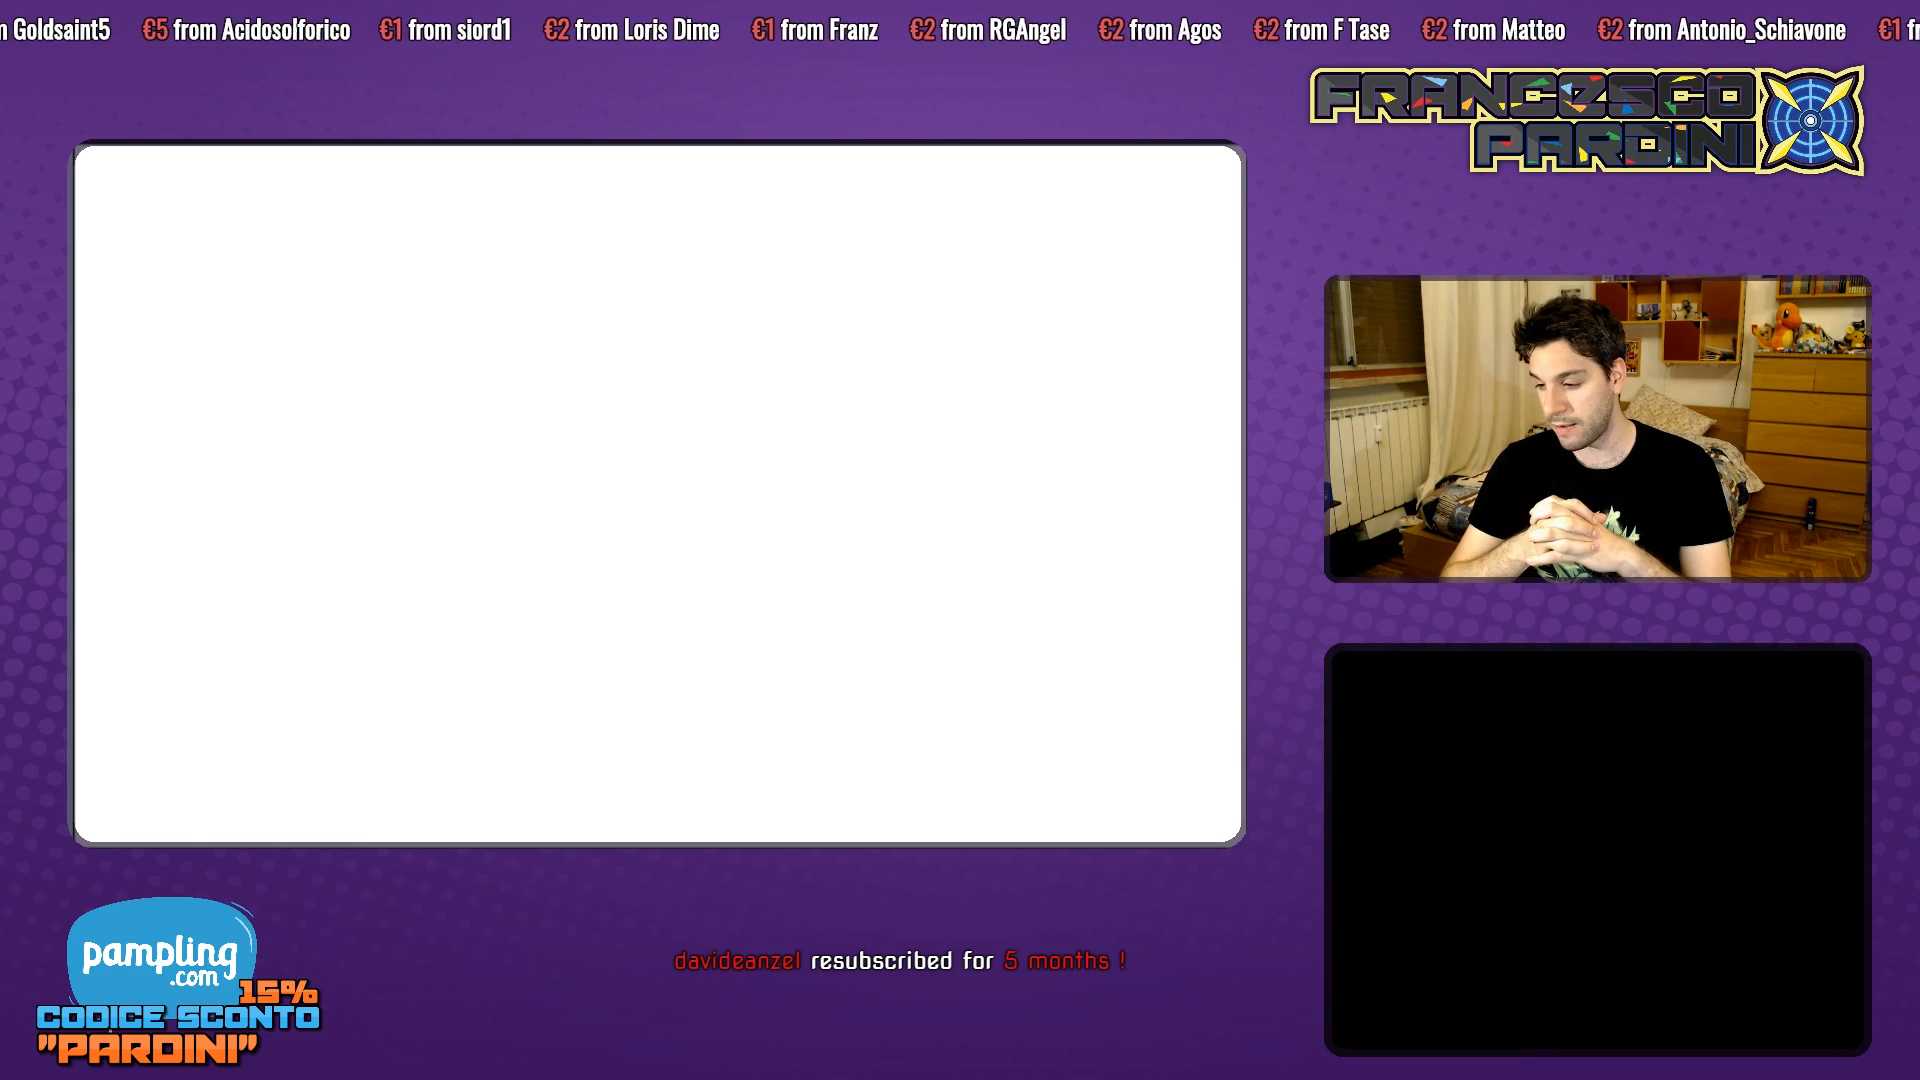 Goldsaint5 €5 from Acidosolforico €1 from siord1 €2 from Loris Dime €1 from Franz €2 from RGAngel €2 from Agos €2 from F Tase €2 from Matteo €2 from Antonio_Schiavone €1
FRANCESCO
PARDINI
pampling
.com
15%
CODICE SCONTO
"PARDINI"
davideanzel resubscribed for 5 months !